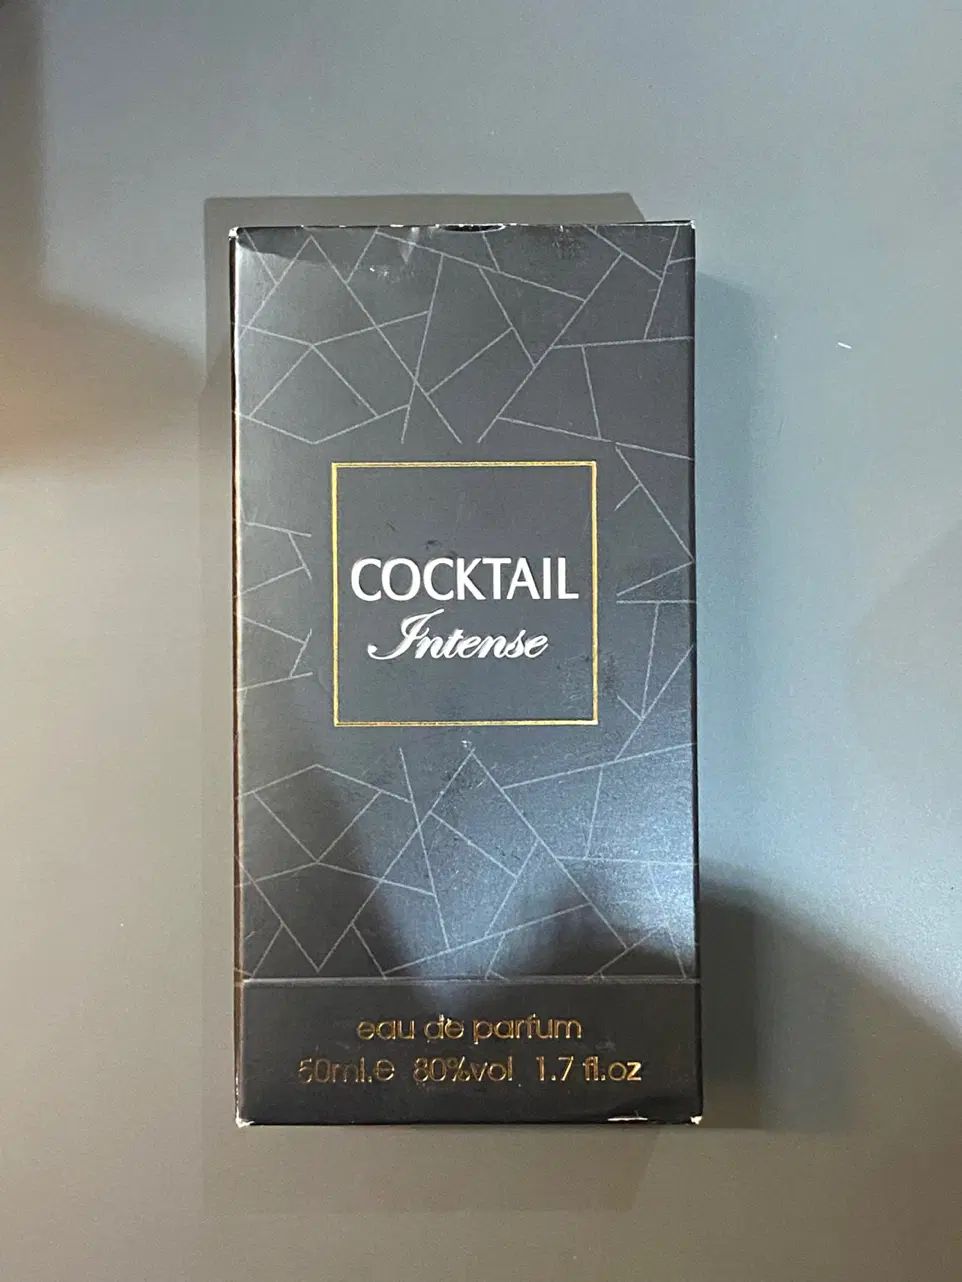 COCKTAIL
Intense
eau de parfum
50ml.e 80%vol 1.7 fl.oz